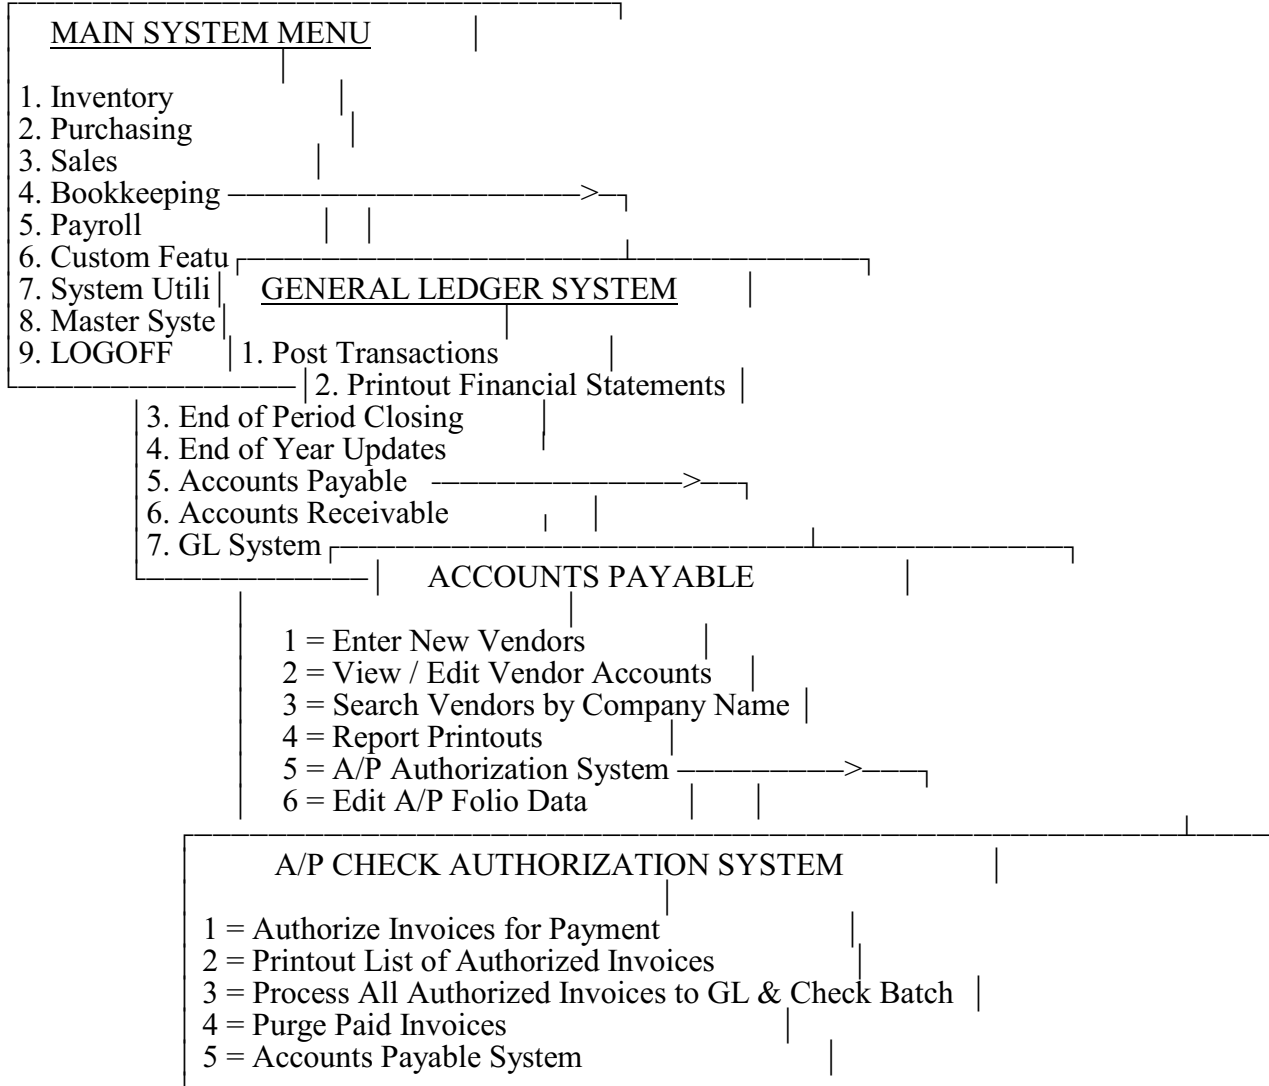 MAIN SYSTEM MENU
1. Inventory
2. Purchasing
3. Sales
4. Bookkeeping
5. Payroll
6. Custom Featu
7. System Utili GENERAL LEDGER SYSTEM
8. Master Syste
9. LOGOFF 1. Post Transactions
2. Printout Financial Statements
3. End of Period Closing
4. End of Year Updates
5. Accounts Payable
6. Accounts Receivable
7. GL System
ACCOUNTS PAYABLE
1 = Enter New Vendors
2 = View / Edit Vendor Accounts
3 = Search Vendors by Company Name
4 = Report Printouts
5 = A/P Authorization System
6 = Edit A/P Folio Data
A/P CHECK AUTHORIZATION SYSTEM
1 = Authorize Invoices for Payment
2 = Printout List of Authorized Invoices
3 = Process All Authorized Invoices to GL & Check Batch
4 = Purge Paid Invoices
5 = Accounts Payable System